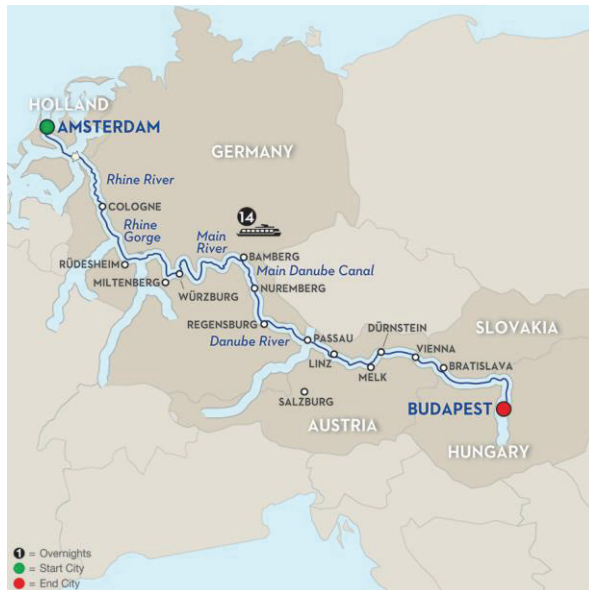 HOLLAND
AMSTERDAM
GERMANY
Rhine River
COLOGNE
Rhine
Gorge
14
Main
River
BAMBERG
RÜDESHEIM
Main Danube Canal
MILTENBERG
NUREMBERG
WÜRZBURG
REGENSBURG
Danube River
PASSAU
DÜRNSTEIN
SLOVAKIA
LINZ
VIENNA
MELK
BRATISLAVA
SALZBURG
BUDAPEST
AUSTRIA
HUNGARY
1 = Overnights
= Start City
= End City